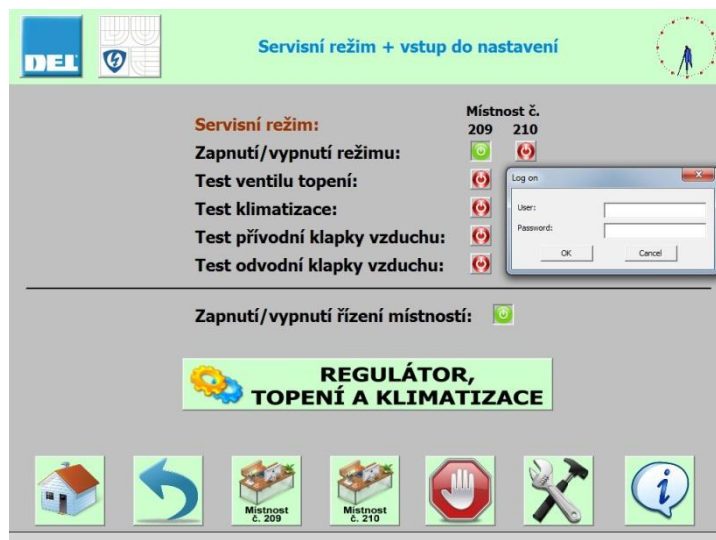 DEL
Servisní režim + vstup do nastavení
Místnost č.
Servisní režim:
209 210
Zapnutí/vypnutí režimu:
Test ventilu topení:
Test klimatizace:
Test přívodní klapky vzduchu:
Test odvodní klapky vzduchu:
Log on
User:
Password:
OK Cancel
Zapnutí/vypnutí řízení místností:
REGULÁTOR,
TOPENÍ A KLIMATIZACE
Místnost
č. 209
Místnost
č. 210